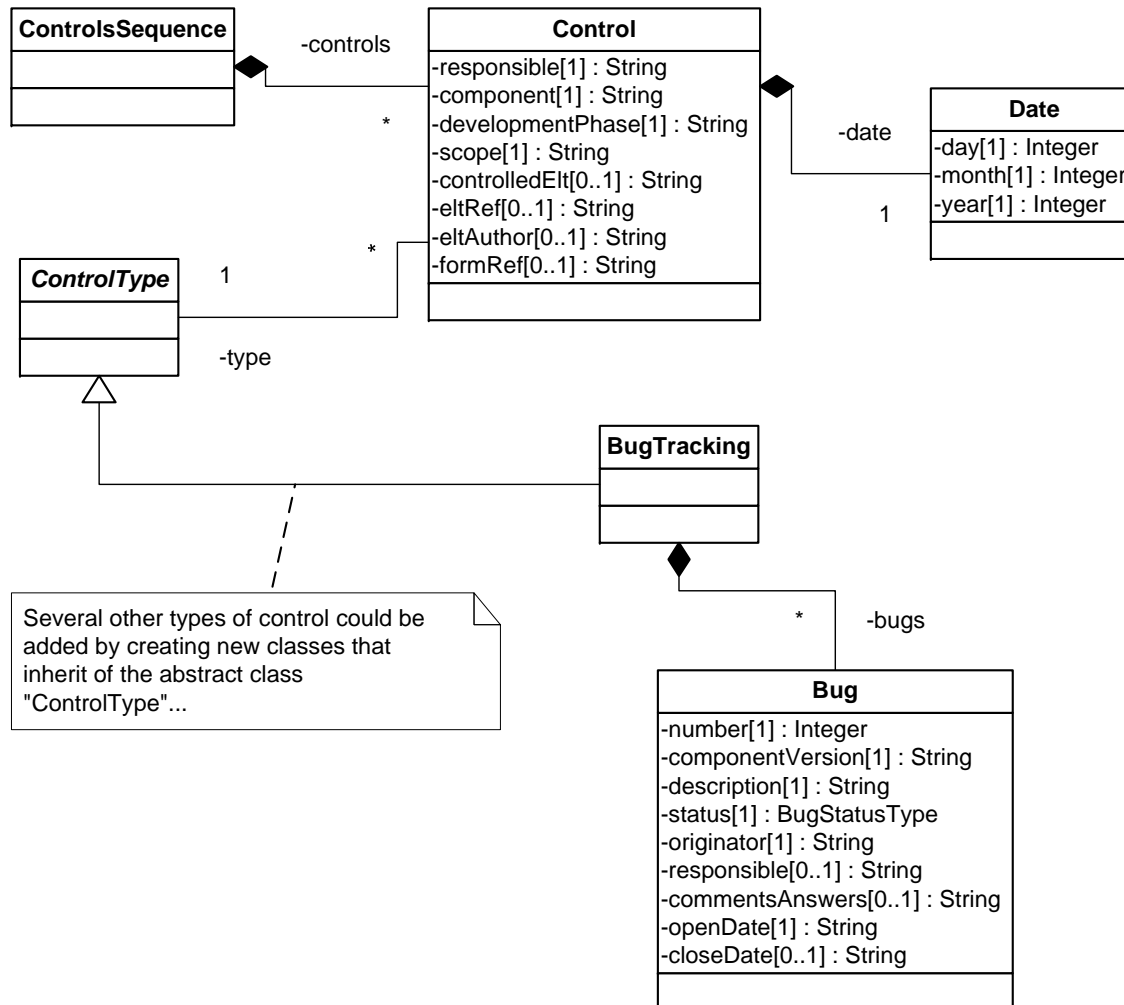 ControlsSequence
-controls
*
Control
-responsible[1] : String
-component[1] : String
-developmentPhase[1] : String
-scope[1] : String
-controlledElt[0..1] : String
-eltRef[0..1] : String
-eltAuthor[0..1] : String
-formRef[0..1] : String
-date
1
Date
-day[1] : Integer
-month[1] : Integer
-year[1] : Integer
ControlType
1
*
-type
BugTracking
Several other types of control could be
added by creating new classes that
inherit of the abstract class
"ControlType"...
*
-bugs
Bug
-number[1] : Integer
-componentVersion[1] : String
-description[1] : String
-status[1] : BugStatusType
-originator[1] : String
-responsible[0..1] : String
-commentsAnswers[0..1] : String
-openDate[1] : String
-closeDate[0..1] : String